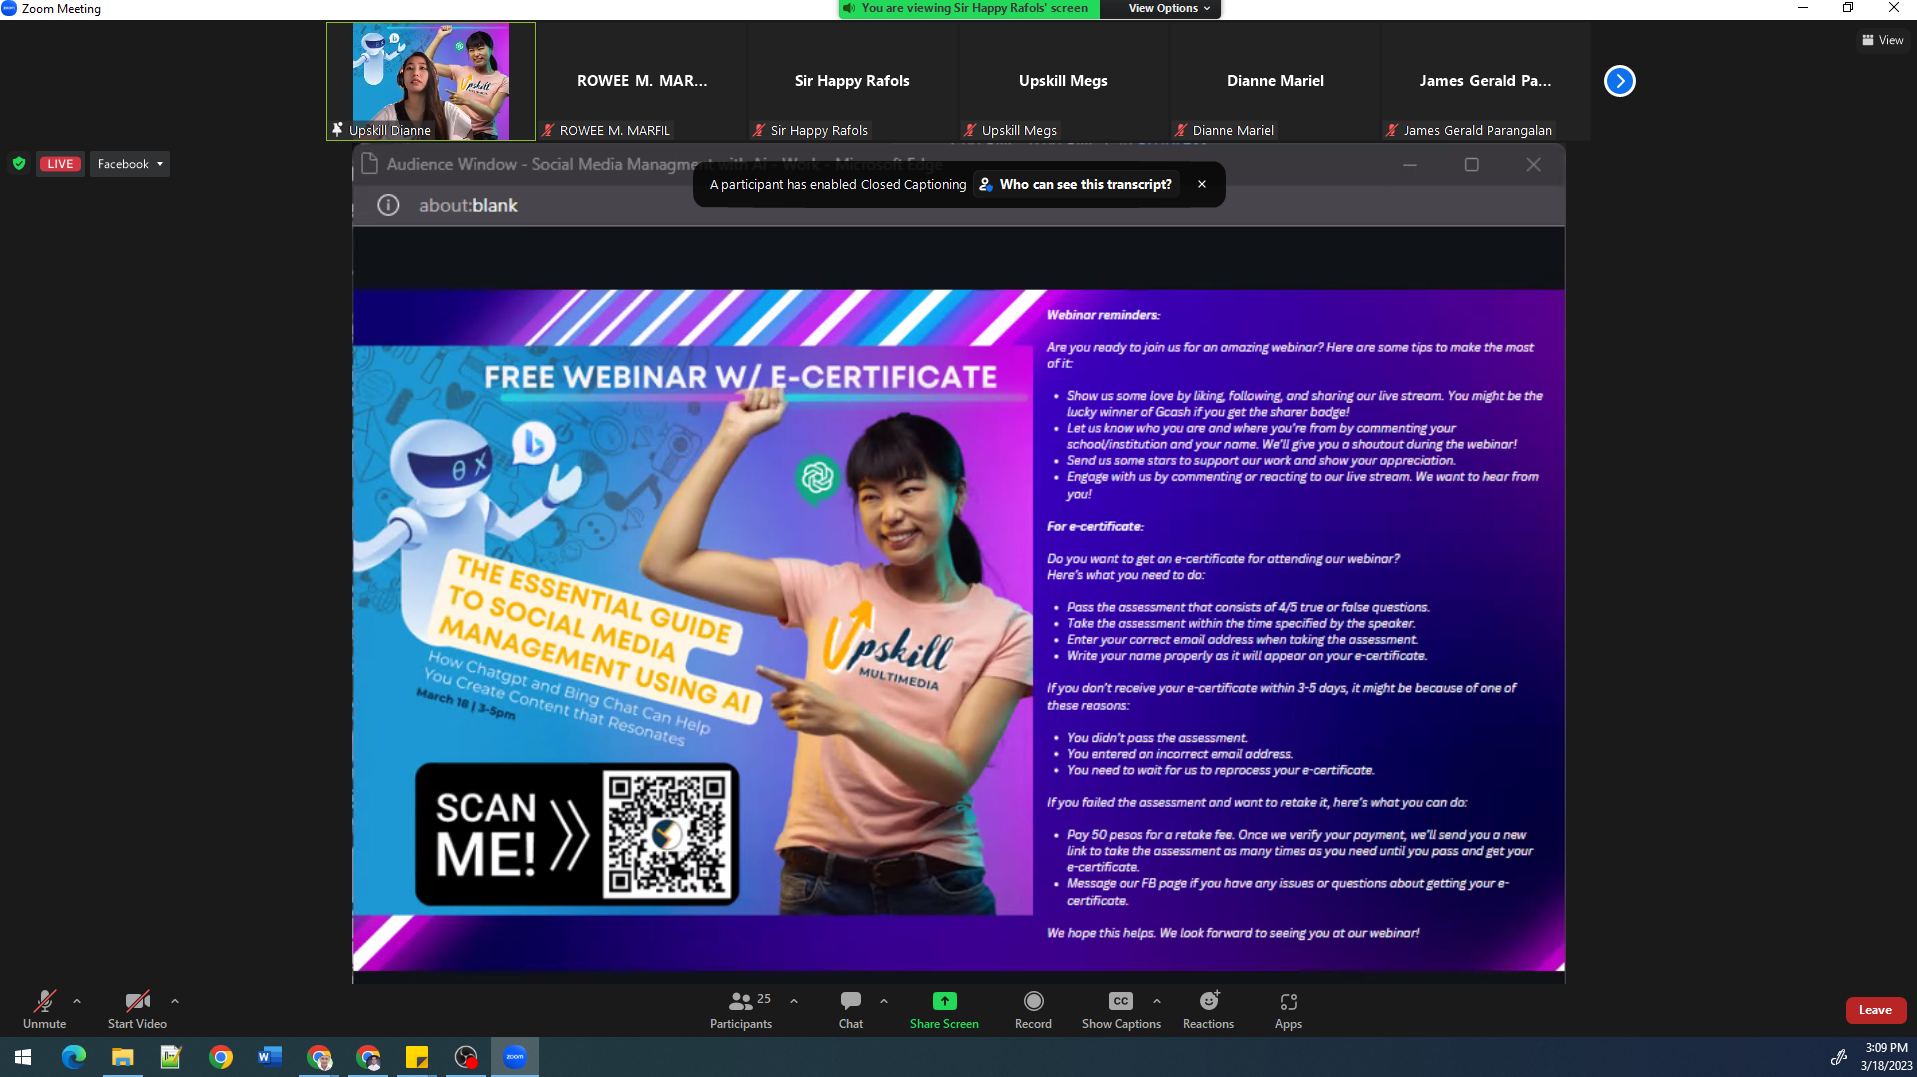 Zoom Meeting
You are viewing Sir Happy Rafols' screen
View Options
View
Upskill
Upskill Dianne
ROWEE M. MAR...
ROWEE M. MARFIL
Sir Happy Rafols
Sir Happy Rafols
Upskill Megs
Upskill Megs
Dianne Mariel
Dianne Mariel
James Gerald Pa...
James Gerald Parangalan
LIVE
Facebook
Audience Window - Social Media Managment with Ai - Work - Microsoft Edge
A participant has enabled Closed Captioning
Who can see this transcript?
about:blank
FREE WEBINAR W/ E-CERTIFICATE
THE ESSENTIAL GUIDE
TO SOCIAL MEDIA
MANAGEMENT USING AI
How Chatgpt and Bing Chat Can Help
You Create Content that Resonates
March 18 | 3-5pm
Upskill
MULTIMEDIA
SCAN
ME!
Webinar reminders:
Are you ready to join us for an amazing webinar? Here are some tips to make the most
of it:
• Show us some love by liking, following, and sharing our live stream. You might be the
lucky winner of Gcash if you get the sharer badge!
• Let us know who you are and where you're from by commenting your
school/institution and your name. We'll give you a shoutout during the webinar!
• Send us some stars to support our work and show your appreciation.
• Engage with us by commenting or reacting to our live stream. We want to hear from
you!
For e-certificate:
Do you want to get an e-certificate for attending our webinar?
Here's what you need to do:
• Pass the assessment that consists of 4/5 true or false questions.
• Take the assessment within the time specified by the speaker.
• Enter your correct email address when taking the assessment.
• Write your name properly as it will appear on your e-certificate.
If you don't receive your e-certificate within 3-5 days, it might be because of one of
these reasons:
• You didn't pass the assessment.
• You entered an incorrect email address.
• You need to wait for us to reprocess your e-certificate.
If you failed the assessment and want to retake it, here's what you can do:
• Pay 50 pesos for a retake fee. Once we verify your payment, we'll send you a new
link to take the assessment as many times as you need until you pass and get your
e-certificate.
• Message our FB page if you have any issues or questions about getting your e-
certificate.
We hope this helps. We look forward to seeing you at our webinar!
Unmute
Start Video
25
Participants
Chat
Share Screen
Record
CC
Show Captions
Reactions
Apps
Leave
zoom
3:09 PM
3/18/2023